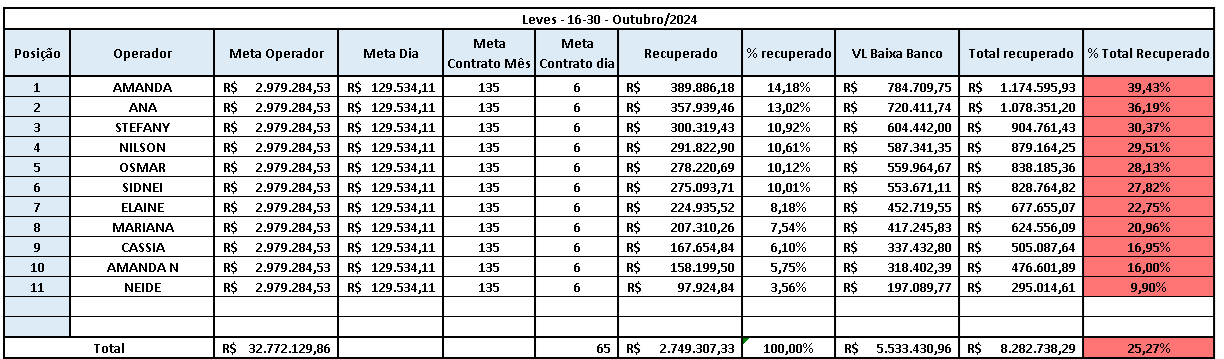 Leves - 16-30 - Outubro/2024
Posição Operador Meta Operador Meta Dia Meta Contrato Mês Meta Contrato dia Recuperado % recuperado VL Baixa Banco Total recuperado % Total Recuperado
1 AMANDA R$ 2.979.284,53 R$ 129.534,11 135 6 R$ 389.886,18 14,18% R$ 784.709,75 R$ 1.174.595,93 39,43%
2 ANA R$ 2.979.284,53 R$ 129.534,11 135 6 R$ 357.939,46 13,02% R$ 720.411,74 R$ 1.078.351,20 36,19%
3 STEFANY R$ 2.979.284,53 R$ 129.534,11 135 6 R$ 300.319,43 10,92% R$ 604.442,00 R$ 904.761,43 30,37%
4 NILSON R$ 2.979.284,53 R$ 129.534,11 135 6 R$ 291.822,90 10,61% R$ 587.341,35 R$ 879.164,25 29,51%
5 OSMAR R$ 2.979.284,53 R$ 129.534,11 135 6 R$ 278.220,69 10,12% R$ 559.964,67 R$ 838.185,36 28,13%
6 SIDNEI R$ 2.979.284,53 R$ 129.534,11 135 6 R$ 275.093,71 10,01% R$ 553.671,11 R$ 828.764,82 27,82%
7 ELAINE R$ 2.979.284,53 R$ 129.534,11 135 6 R$ 224.935,52 8,18% R$ 452.719,55 R$ 677.655,07 22,75%
8 MARIANA R$ 2.979.284,53 R$ 129.534,11 135 6 R$ 207.310,26 7,54% R$ 417.245,83 R$ 624.556,09 20,96%
9 CASSIA R$ 2.979.284,53 R$ 129.534,11 135 6 R$ 167.654,84 6,10% R$ 337.432,80 R$ 505.087,64 16,95%
10 AMANDA N R$ 2.979.284,53 R$ 129.534,11 135 6 R$ 158.199,50 5,75% R$ 318.402,39 R$ 476.601,89 16,00%
11 NEIDE R$ 2.979.284,53 R$ 129.534,11 135 6 R$ 97.924,84 3,56% R$ 197.089,77 R$ 295.014,61 9,90%
Total R$ 32.772.129,86 65 R$ 2.749.307,33 100,00% R$ 5.533.430,96 R$ 8.282.738,29 25,27%